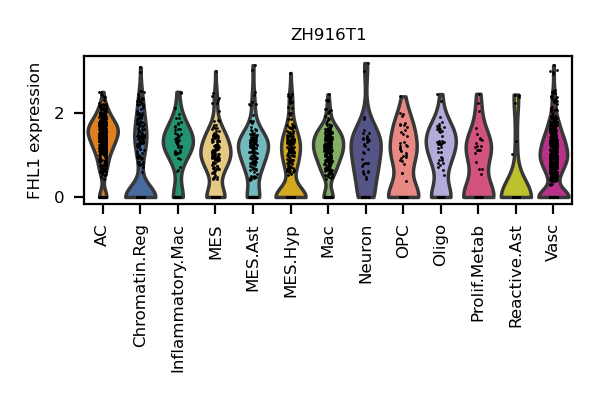 ZH916T1
FHL1 expression
2
0
AC
Chromatin.Reg
Inflammatory.Mac
MES
MES.Ast
MES.Hyp
Mac
Neuron
OPC
Oligo
Prolif.Metab
Reactive.Ast
Vasc